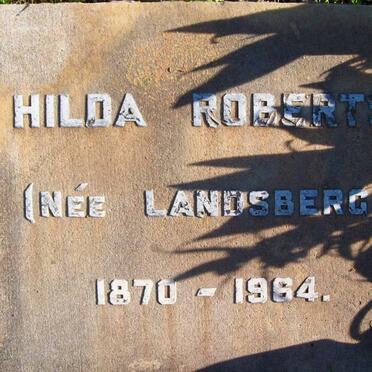 HILDA ROBERT
(NÉE LANDSBERG
1870 - 1964.